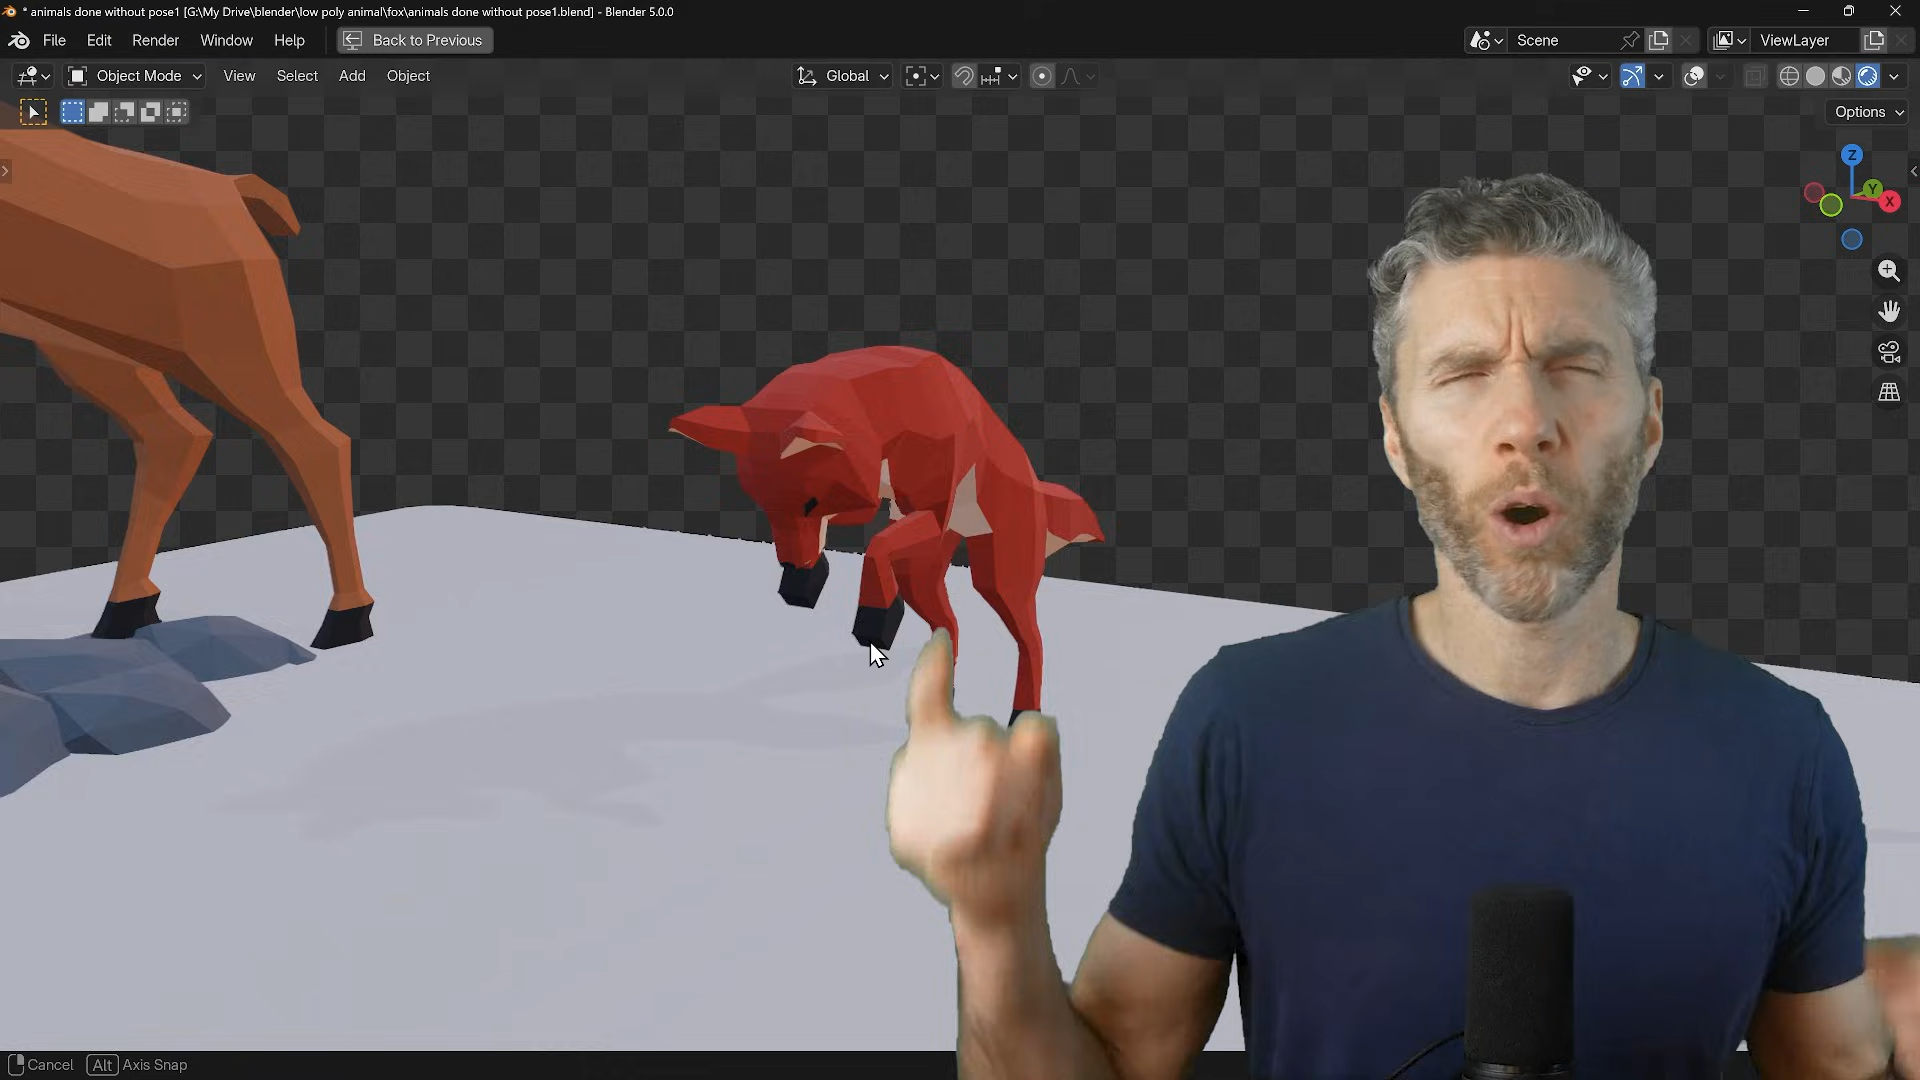 * animals done without pose1 [G:\My Drive\blender\low poly animal\fox\animals done without pose1.blend] - Blender 5.0.0
File Edit Render Window Help Back to Previous Scene ViewLayer
Object Mode View Select Add Object Global
Options
Z
Y
X
Cancel Alt Axis Snap